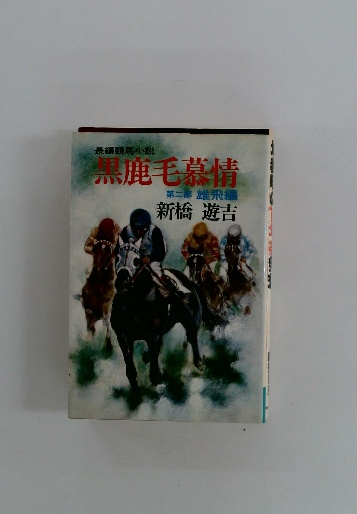 長編競馬小説
黒鹿毛慕情
第二部 雄飛編
新橋 遊吉